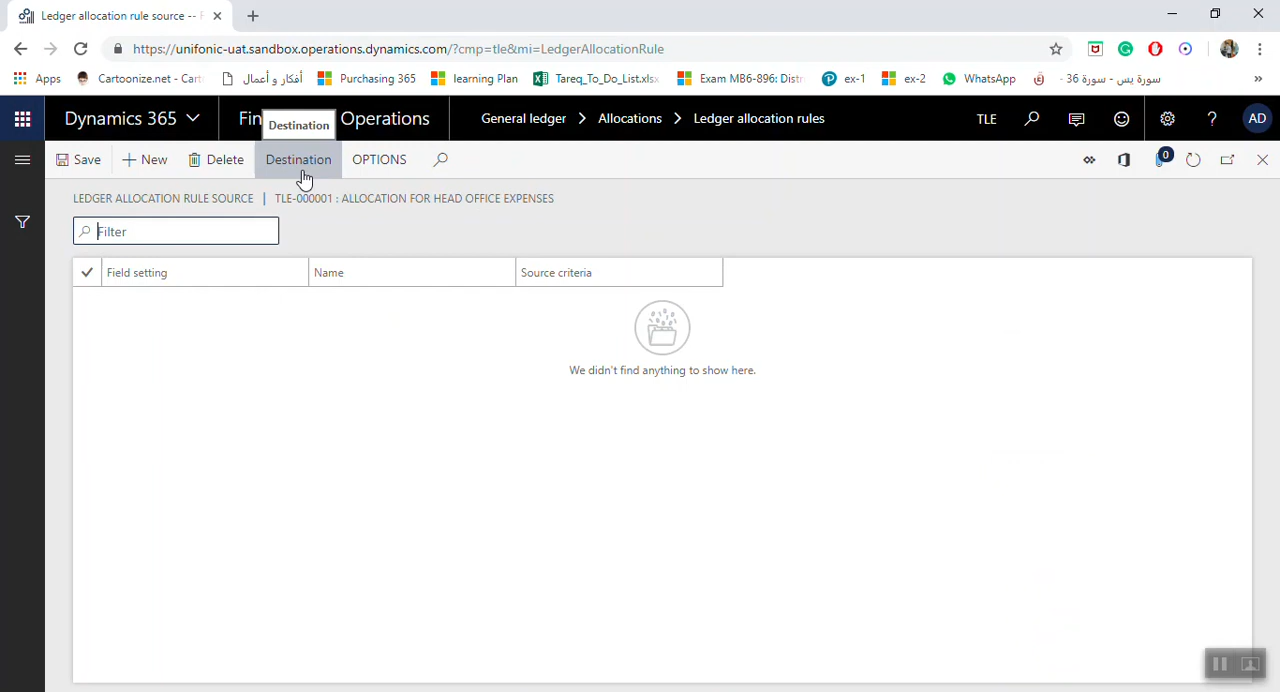 Ledger allocation rule source -- F
https://unifonic-uat.sandbox.operations.dynamics.com/?cmp=tle&mi=LedgerAllocationRule
Apps Cartoonize.net - Cart أفكار و أعمال Purchasing 365 learning Plan Tareq_To_Do_List.xlsx Exam MB6-896: Distri ex-1 ex-2 WhatsApp سورة يس - سورة 36 - »
Dynamics 365 Fin Operations General ledger Allocations Ledger allocation rules TLE ? AD
Destination
Save New Delete Destination OPTIONS 0
LEDGER ALLOCATION RULE SOURCE | TLE-000001 : ALLOCATION FOR HEAD OFFICE EXPENSES
Filter
Field setting Name Source criteria
We didn't find anything to show here.